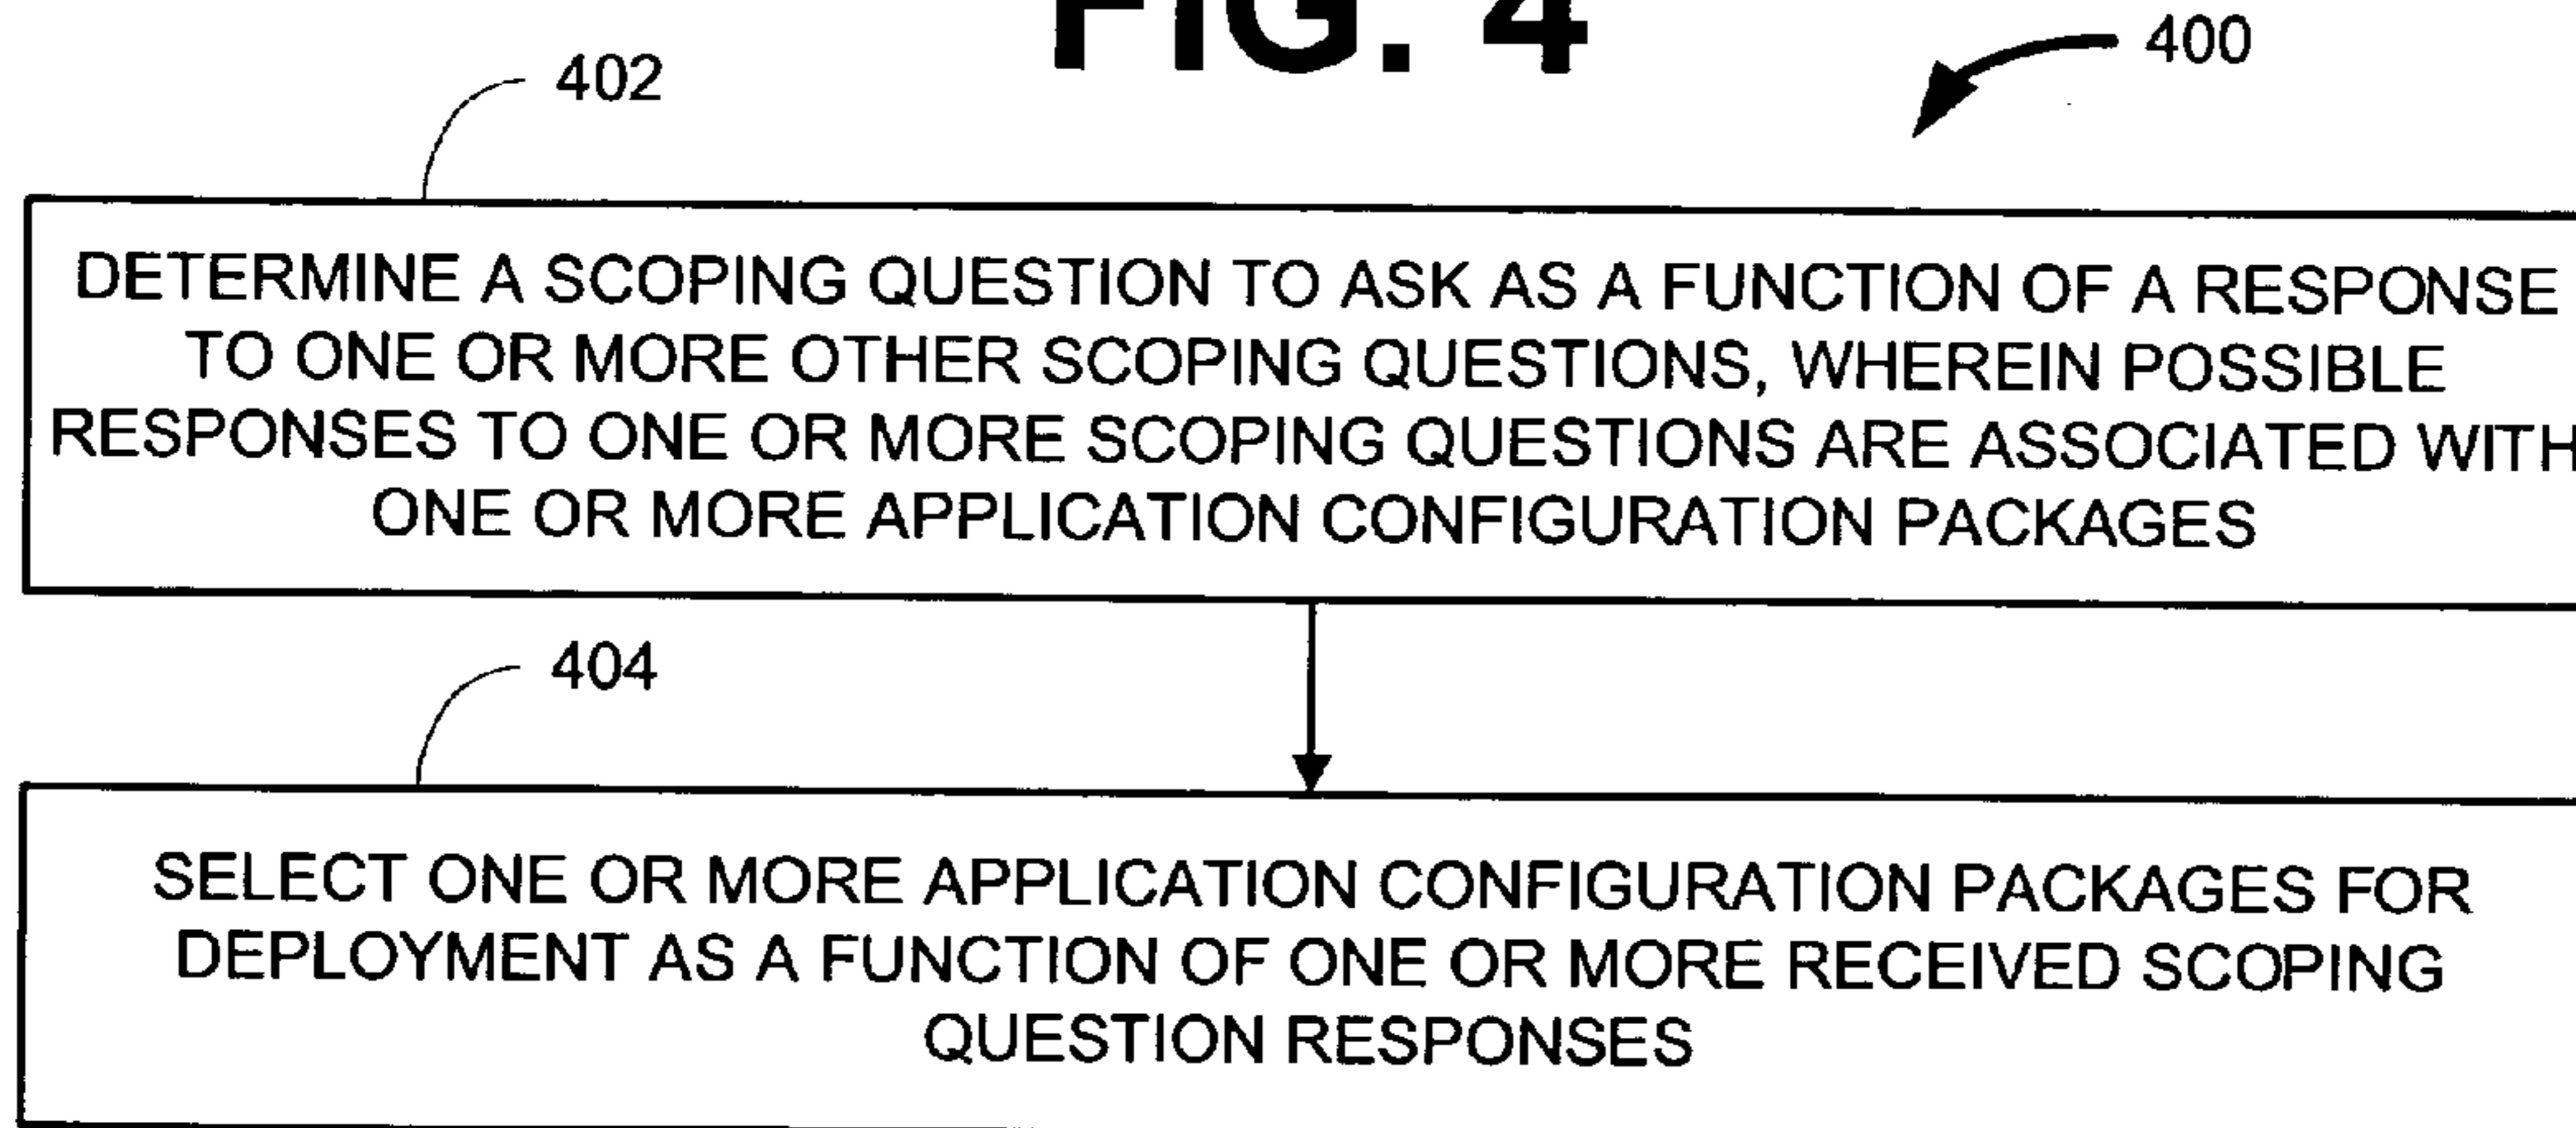 FIG. 4
400
402
DETERMINE A SCOPING QUESTION TO ASK AS A FUNCTION OF A RESPONSE
TO ONE OR MORE OTHER SCOPING QUESTIONS, WHEREIN POSSIBLE
RESPONSES TO ONE OR MORE SCOPING QUESTIONS ARE ASSOCIATED WITH
ONE OR MORE APPLICATION CONFIGURATION PACKAGES
404
SELECT ONE OR MORE APPLICATION CONFIGURATION PACKAGES FOR
DEPLOYMENT AS A FUNCTION OF ONE OR MORE RECEIVED SCOPING
QUESTION RESPONSES